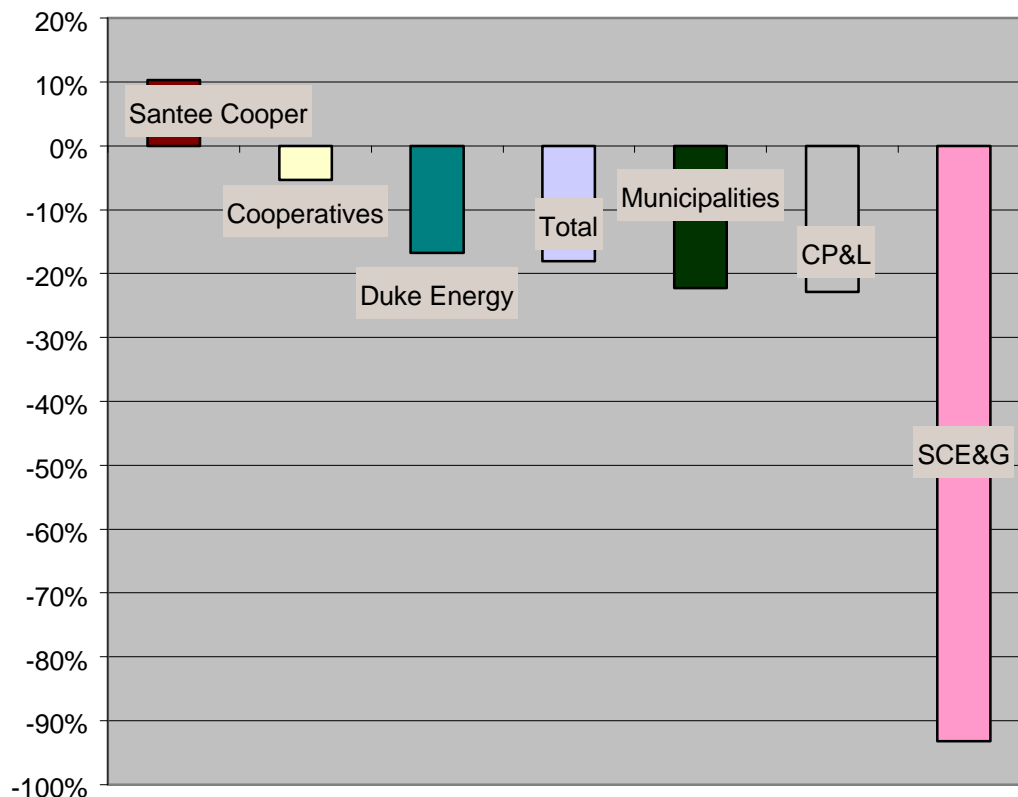 20%
10%
0%
-10%
-20%
-30%
-40%
-50%
-60%
-70%
-80%
-90%
-100%
Santee Cooper
Cooperatives
Duke Energy
Total
Municipalities
CP&L
SCE&G